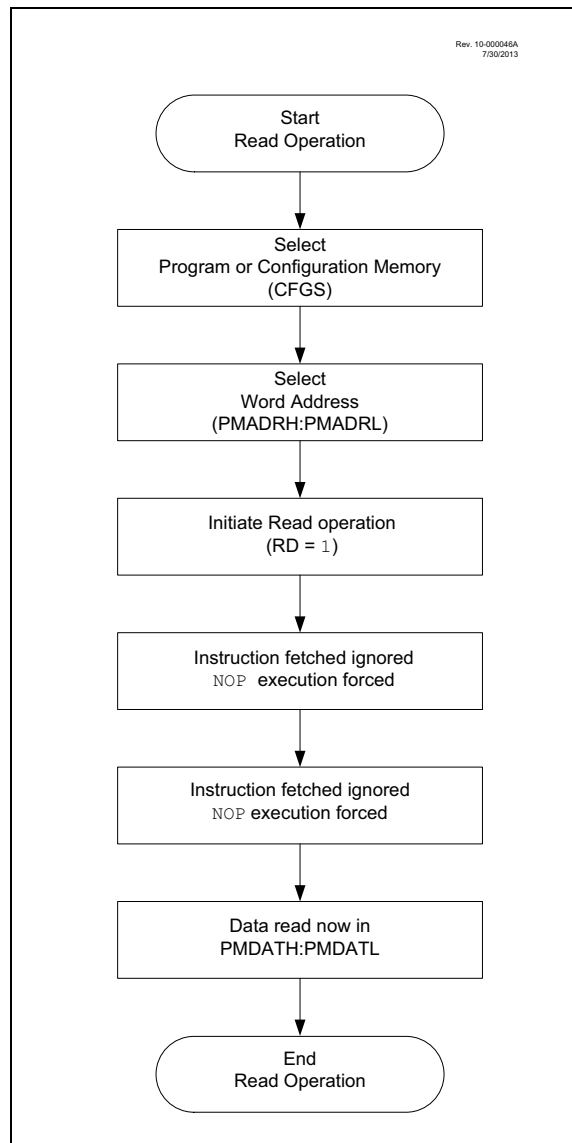 Rev. 10-000046A
7/30/2013
Start
Read Operation
Select
Program or Configuration Memory
(CFGS)
Select
Word Address
(PMADRH:PMADRL)
Initiate Read operation
(RD = 1)
Instruction fetched ignored
NOP execution forced
Instruction fetched ignored
NOP execution forced
Data read now in
PMDATH:PMDATL
End
Read Operation